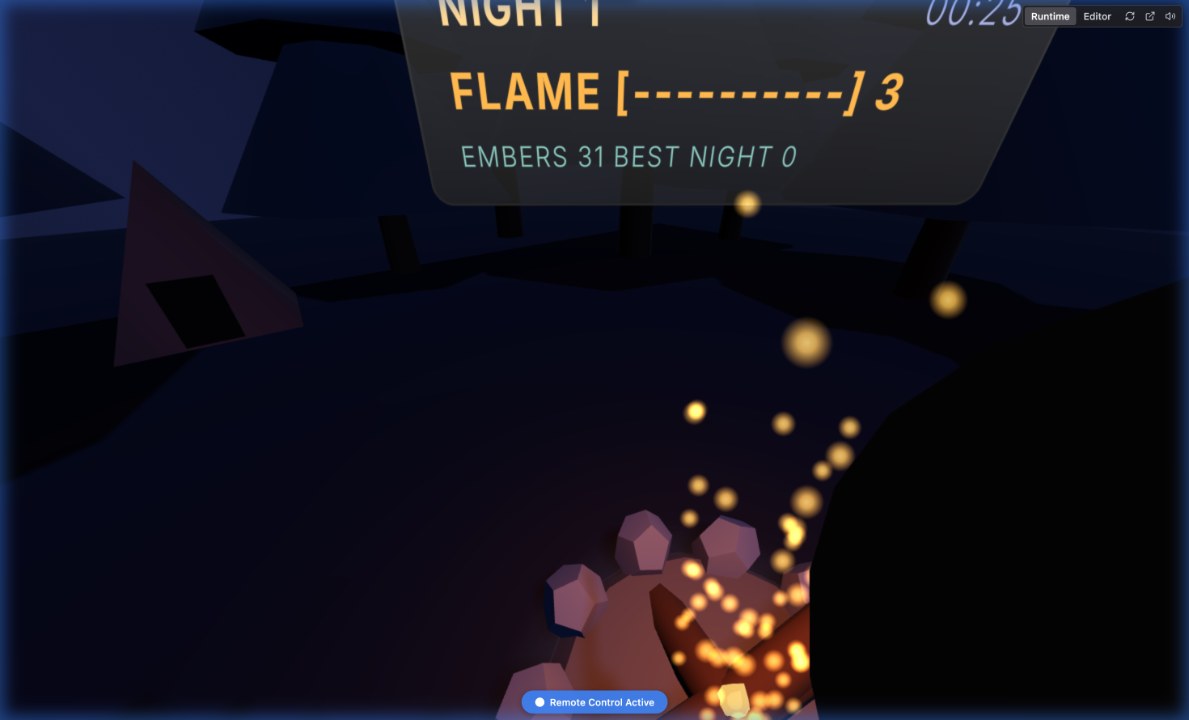 Runtime Editor
NIGHT 1 00:25
FLAME [----------] 3
EMBERS 31 BEST NIGHT 0
Remote Control Active